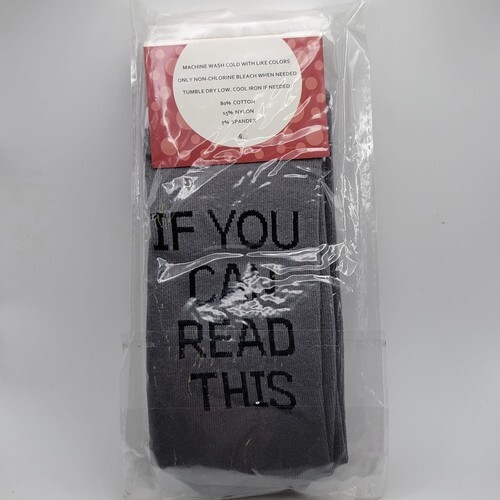 MACHINE WASH COLD WITH LIKE COLORS
ONLY NON-CHLORINE BLEACH WHEN NEEDED
TUMBLE DRY LOW. COOL IRON IF NEEDED
80% COTTON
15% NYLON
5% SPANDEX
IF YOU
CAN
READ
THIS